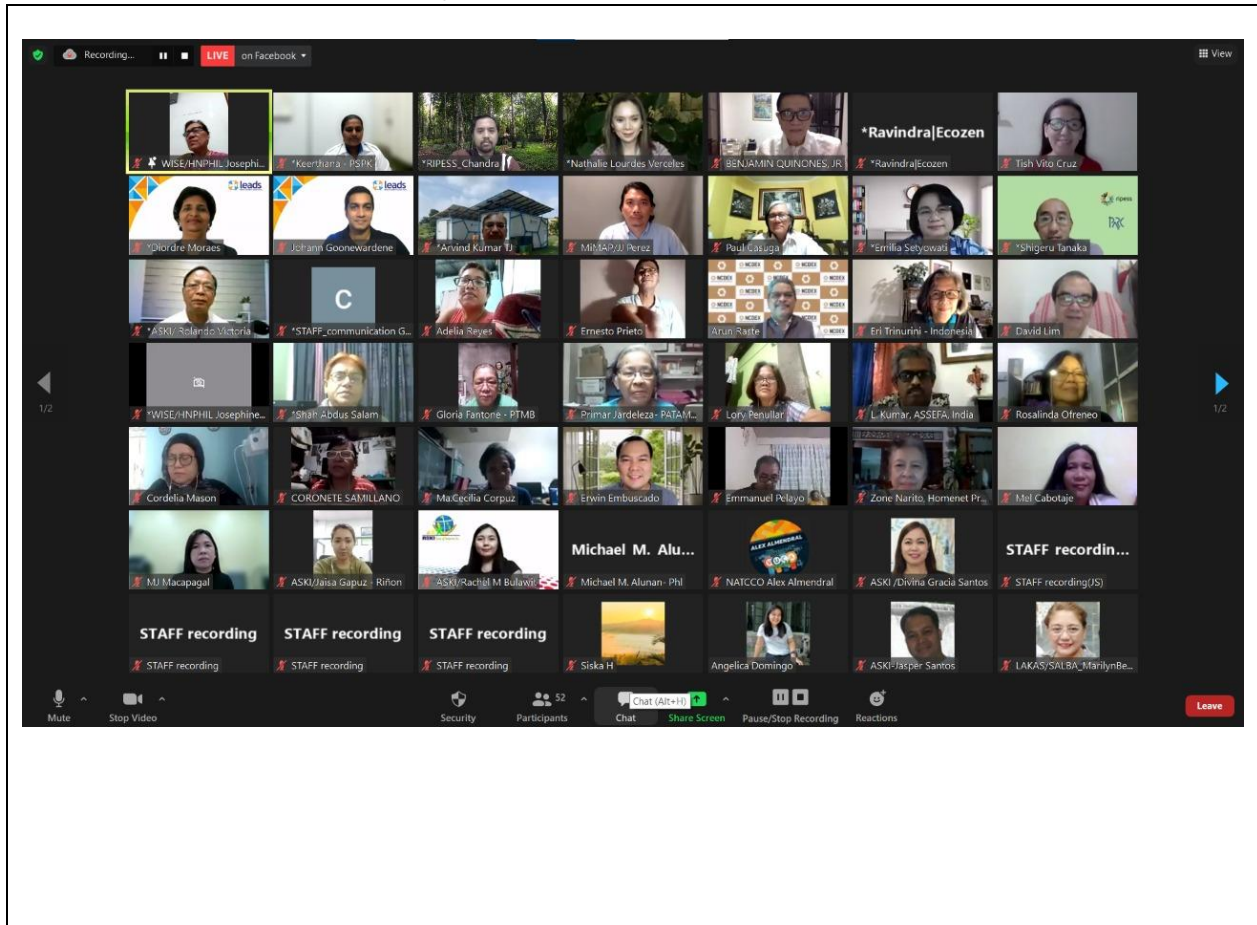 Recording...
LIVE on Facebook
View
WISE/HNPHIL Josephi...
*Keerthana - PSPK
*RIPESS_Chandra
*Nathalie Lourdes Verceles
BENJAMIN QUINONES, JR
*Ravindra|Ecozen
*Ravindra|Ecozen
Tish Vito Cruz
leads
leads
ripess
*Diordre Moraes
Johann Goonewardene
*Arvind Kumar TJ
MiMAP/JJ Perez
Paul Casuga
*Emilia Setyowati
*Shigeru Tanaka
C
NCDEX
*ASKI/ Rolando Victoria
*STAFF_communication G...
Adelia Reyes
Ernesto Prieto
Arun Raste
Eri Trinurini - Indonesia
David Lim
1/2
1/2
*WISE/HNPHIL Josephine...
*Shah Abdus Salam
Gloria Fantone - PTMB
Primar Jardeleza- PATAM...
Lory Penullar
L. Kumar, ASSEFA, India
Rosalinda Ofreneo
Cordelia Mason
CORONETE SAMILLANO
Ma.Cecilia Corpuz
Erwin Embuscado
Emmanuel Pelayo
Zone Narito, Homenet Pr...
Mel Cabotaje
Michael M. Alu...
ALEX ALMENDRAL
STAFF recordin...
MJ Macapagal
ASKI/Jaisa Gapuz - Riñon
ASKI/Rachel M Bulawit
Michael M. Alunan- Phl
NATCCO Alex Almendral
ASKI /Divina Gracia Santos
STAFF recording(JS)
STAFF recording
STAFF recording
STAFF recording
STAFF recording
STAFF recording
STAFF recording
Siska H
Angelica Domingo
ASKI-Jasper Santos
LAKAS/SALBA_MarilynBe...
52
Chat (Alt+H)
Mute
Stop Video
Security
Participants
Chat
Share Screen
Pause/Stop Recording
Reactions
Leave